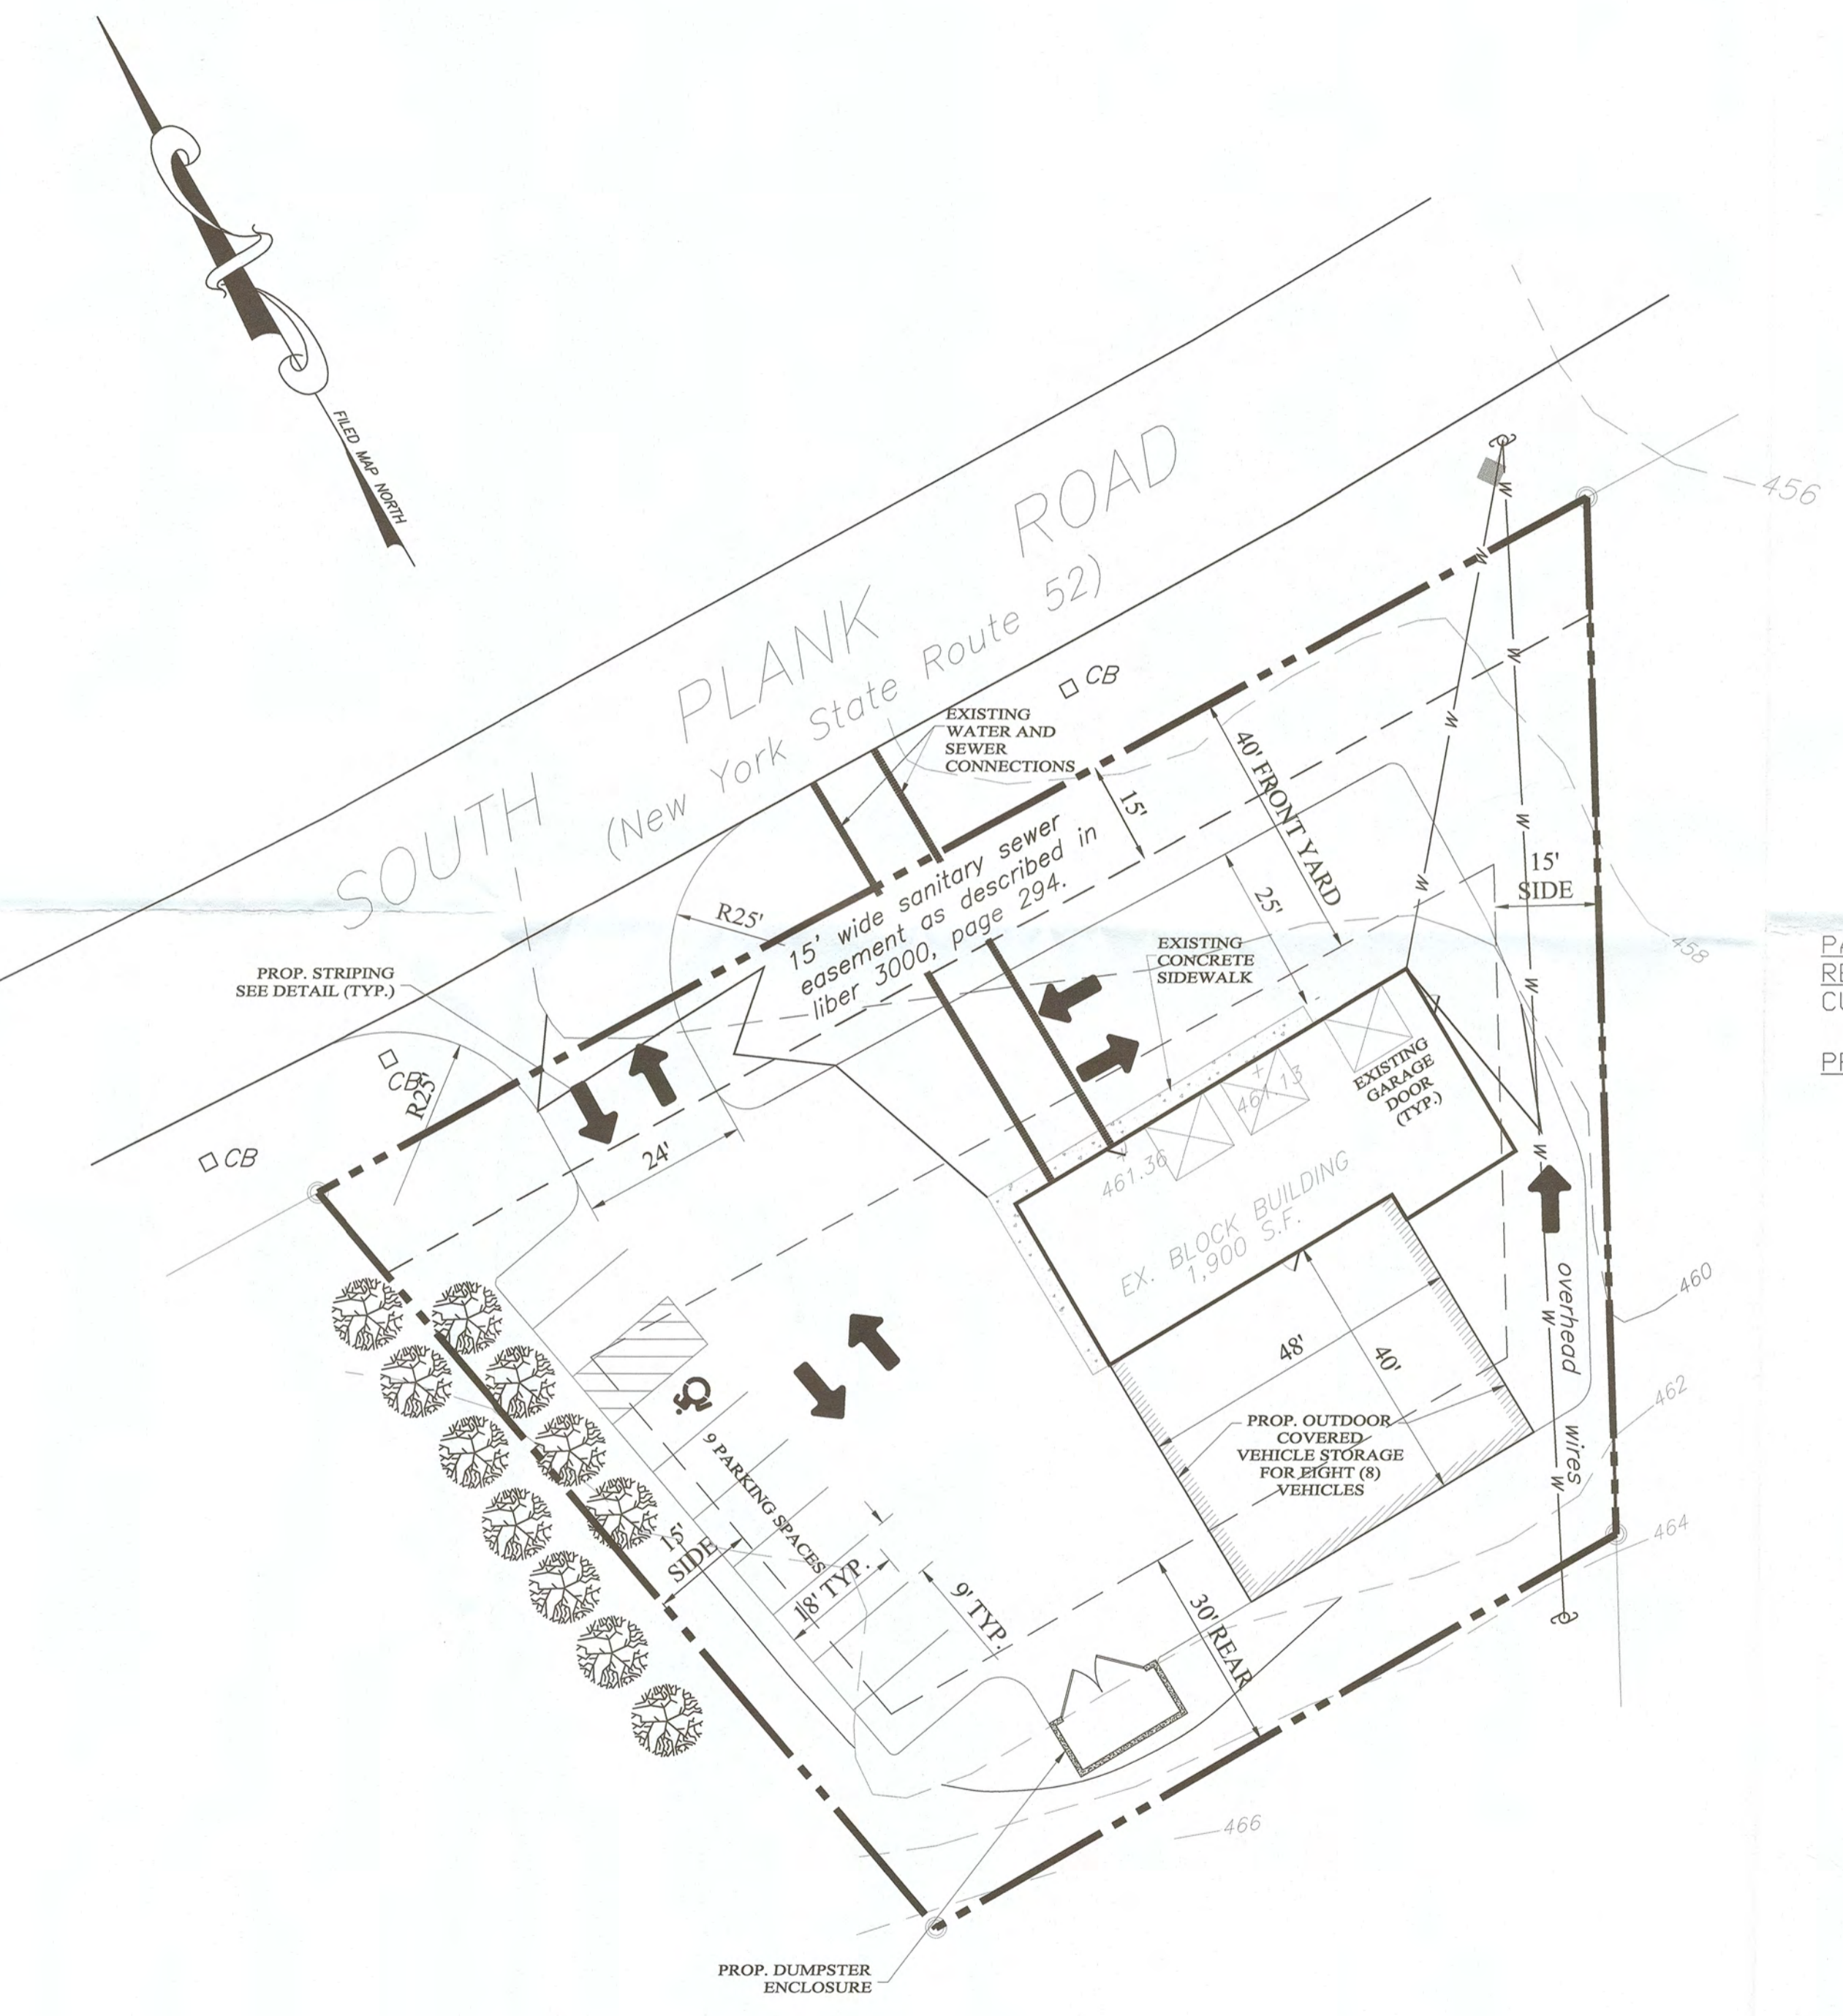 FILED MAP NORTH
SOUTH PLANK ROAD
(New York State Route 52)
456
CB
EXISTING
WATER AND
SEWER
CONNECTIONS
40' FRONT YARD
15'
15'
SIDE
R25'
15' wide sanitary sewer
easement as described in
liber 3000, page 294.
25'
EXISTING
CONCRETE
SIDEWALK
458
PROP. STRIPING
SEE DETAIL (TYP.)
CB
R25'
CB
24'
EXISTING
GARAGE
DOOR
(TYP.)
461.13
461.36
EX. BLOCK BUILDING
1,900 S.F.
overhead wires
W
W
W
W
W
W
W
W
W
W
W
460
48'
40'
462
PROP. OUTDOOR
COVERED
VEHICLE STORAGE
FOR EIGHT (8)
VEHICLES
9 PARKING SPACES
15'
SIDE
18' TYP.
9' TYP.
30' REAR
464
466
PROP. DUMPSTER
ENCLOSURE